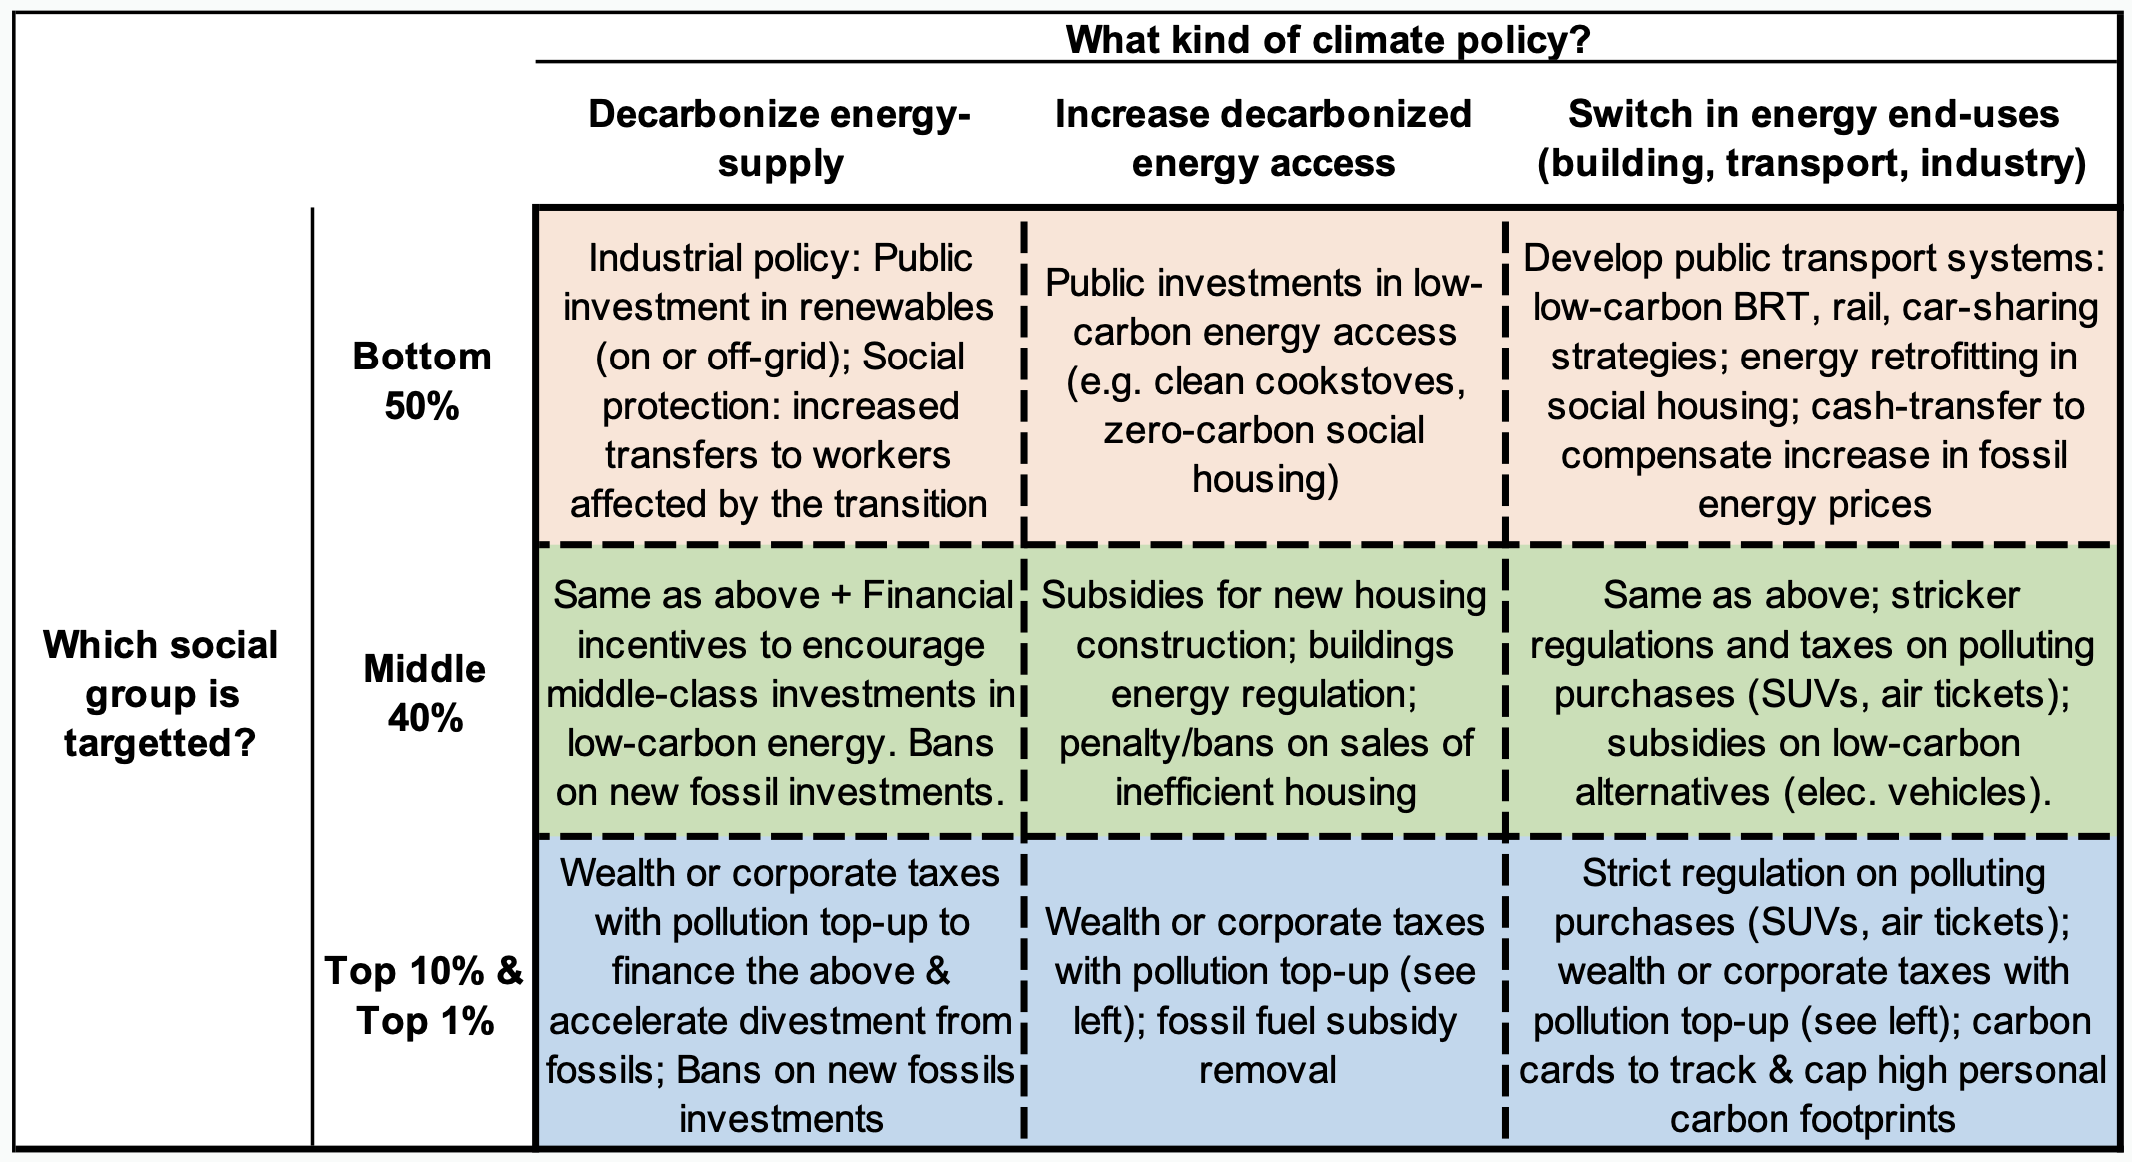 What kind of climate policy?
Decarbonize energy-
supply
Increase decarbonized
energy access
Switch in energy end-uses
(building, transport, industry)
Which social
group is
targetted?
Bottom
50%
Industrial policy: Public
investment in renewables
(on or off-grid); Social
protection: increased
transfers to workers
affected by the transition
Public investments in low-
carbon energy access
(e.g. clean cookstoves,
zero-carbon social
housing)
Develop public transport systems:
low-carbon BRT, rail, car-sharing
strategies; energy retrofitting in
social housing; cash-transfer to
compensate increase in fossil
energy prices
Middle
40%
Same as above + Financial
incentives to encourage
middle-class investments in
low-carbon energy. Bans
on new fossil investments.
Subsidies for new housing
construction; buildings
energy regulation;
penalty/bans on sales of
inefficient housing
Same as above; stricker
regulations and taxes on polluting
purchases (SUVs, air tickets);
subsidies on low-carbon
alternatives (elec. vehicles).
Top 10% &
Top 1%
Wealth or corporate taxes
with pollution top-up to
finance the above &
accelerate divestment from
fossils; Bans on new fossils
investments
Wealth or corporate taxes
with pollution top-up (see
left); fossil fuel subsidy
removal
Strict regulation on polluting
purchases (SUVs, air tickets);
wealth or corporate taxes with
pollution top-up (see left); carbon
cards to track & cap high personal
carbon footprints